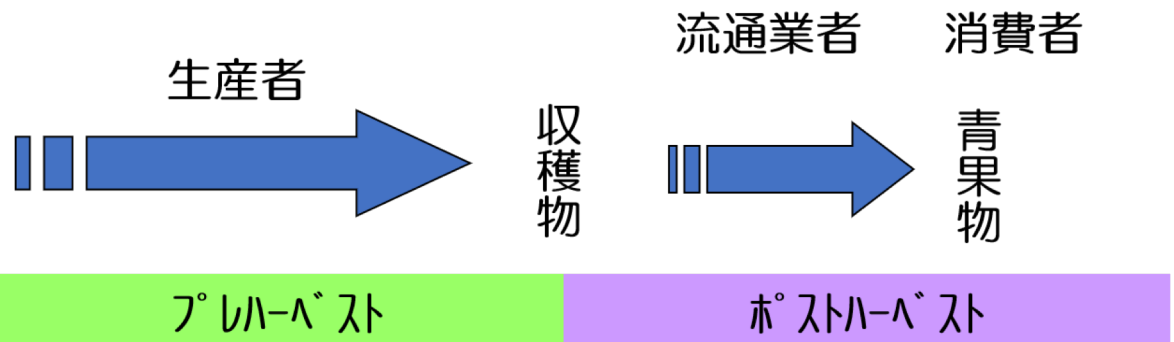 流通業者
消費者
生産者
収穫物
青果物
プレハーベスト
ポストハーベスト